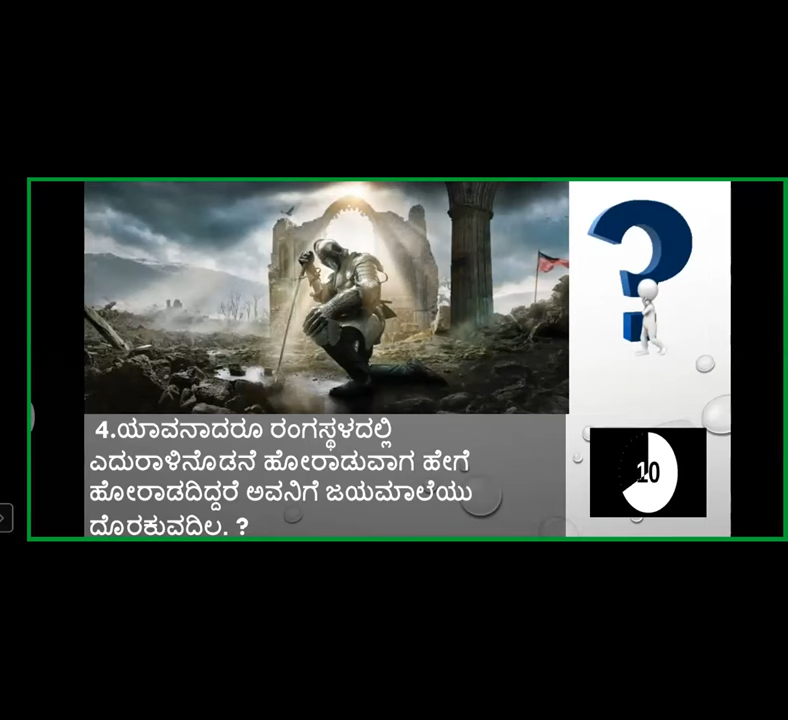 4.ಯಾವನಾದರೂ ರಂಗಸ್ಥಳದಲ್ಲಿ
ಎದುರಾಳಿನೊಡನೆ ಹೋರಾಡುವಾಗ ಹೇಗೆ
ಹೋರಾಡದಿದ್ದರೆ ಅವನಿಗೆ ಜಯಮಾಲೆಯು
ದೊರಕುವದಿಲ್ಲ. ?
10